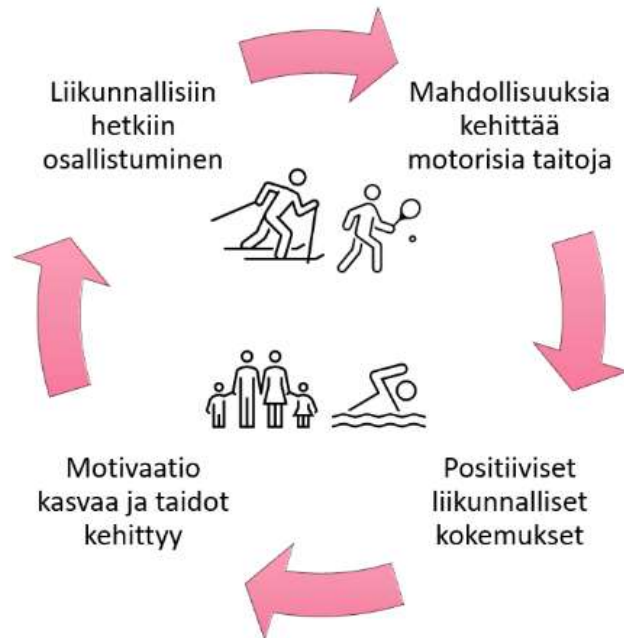 Liikunnallisiin
hetkiin
osallistuminen
Mahdollisuuksia
kehittää
motorisia taitoja
Motivaatio
kasvaa ja taidot
kehittyy
Positiiviset
liikunnalliset
kokemukset